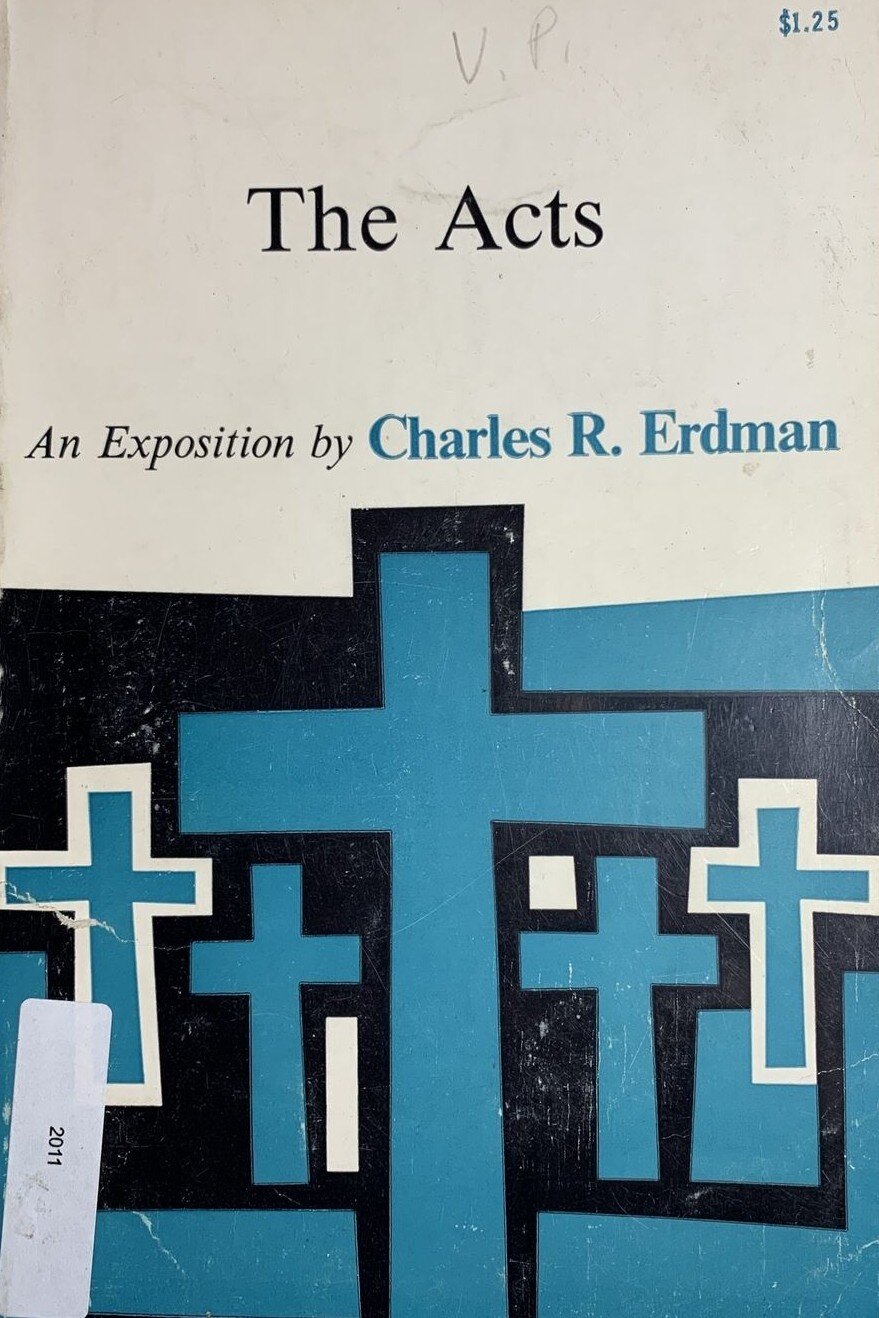 $1.25
V. P.
The Acts
An Exposition by Charles R. Erdman
2011